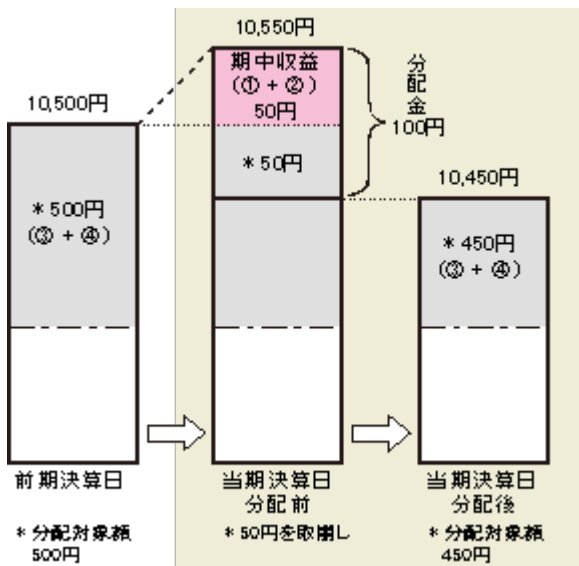 10,550円
期中収益
(① + ②)
50円
分配金
100円
10,500円
*50円
10,450円
*500円
(③ + ④)
*450円
(③ + ④)
前期決算日
当期決算日
分配前
当期決算日
分配後
*分配対象額
500円
*50円を取崩し
*分配対象額
450円